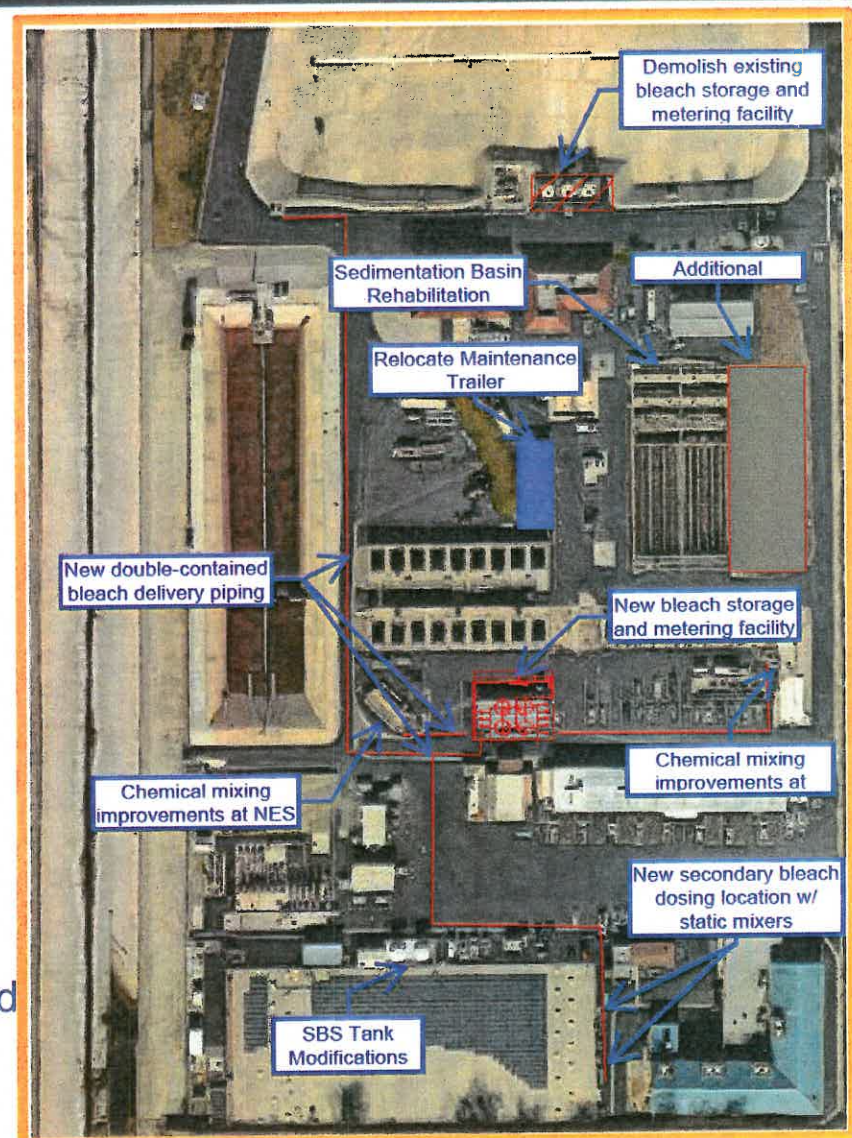 Demolish existing
bleach storage and
metering facility
Sedimentation Basin
Rehabilitation
Additional
Relocate Maintenance
Trailer
New double-contained
bleach delivery piping
New bleach storage
and metering facility
Chemical mixing
improvements at NES
Chemical mixing
improvements at
New secondary bleach
dosing location w/
static mixers
SBS Tank
Modifications
d